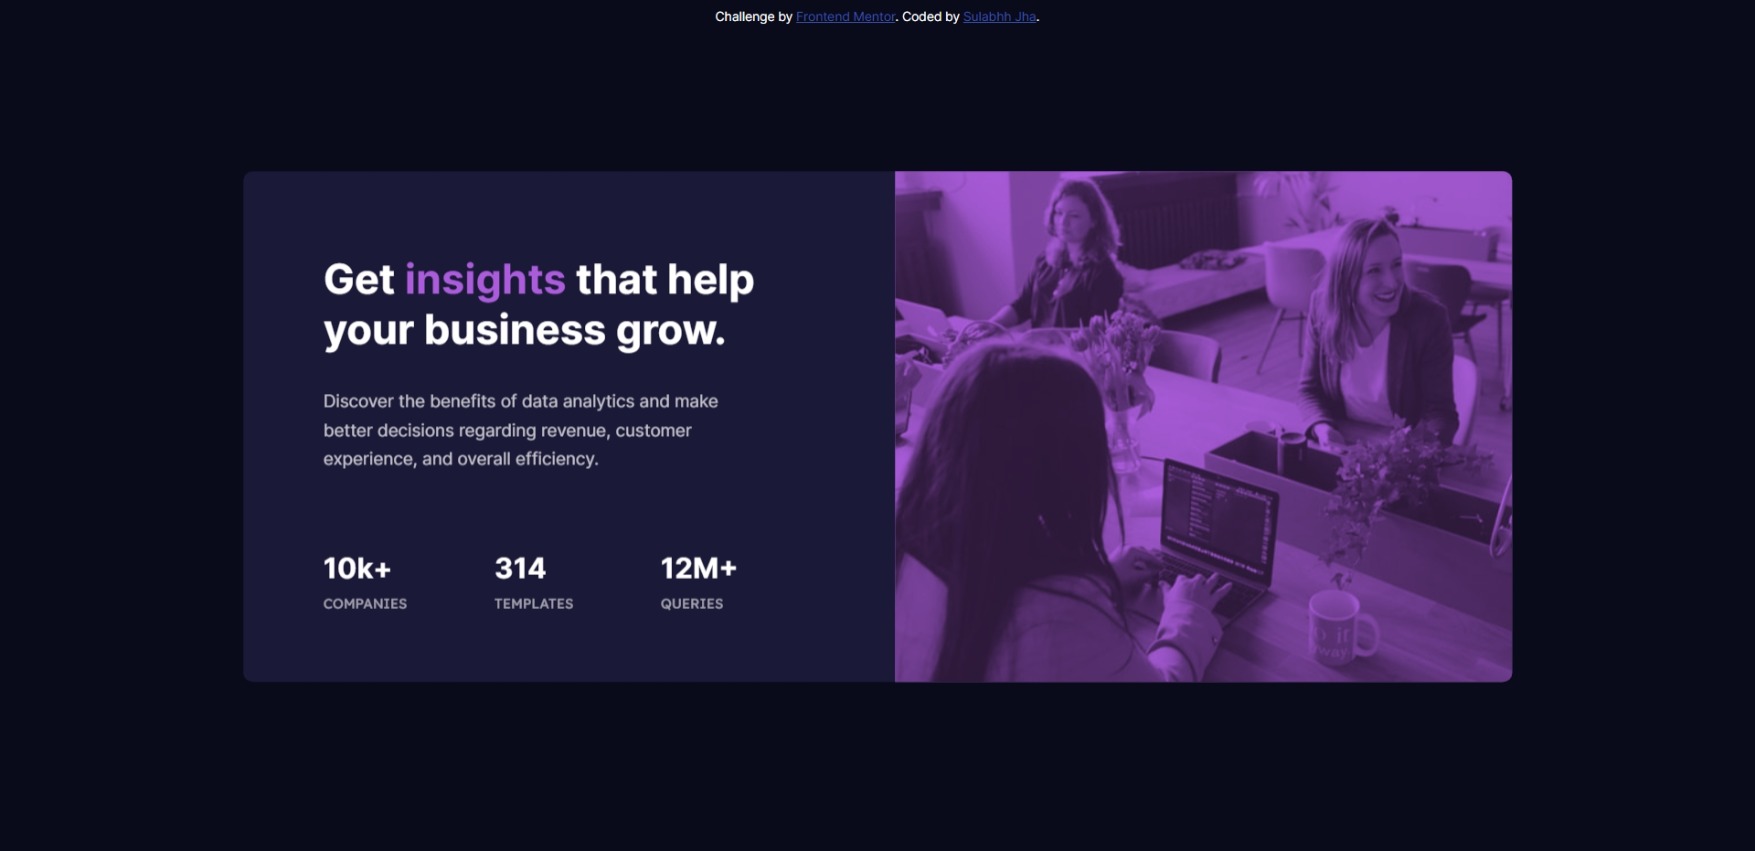 Challenge by Frontend Mentor. Coded by Sulabhh Jha.
Get insights that help
your business grow.
Discover the benefits of data analytics and make
better decisions regarding revenue, customer
experience, and overall efficiency.
10k+ 314 12M+
COMPANIES TEMPLATES QUERIES